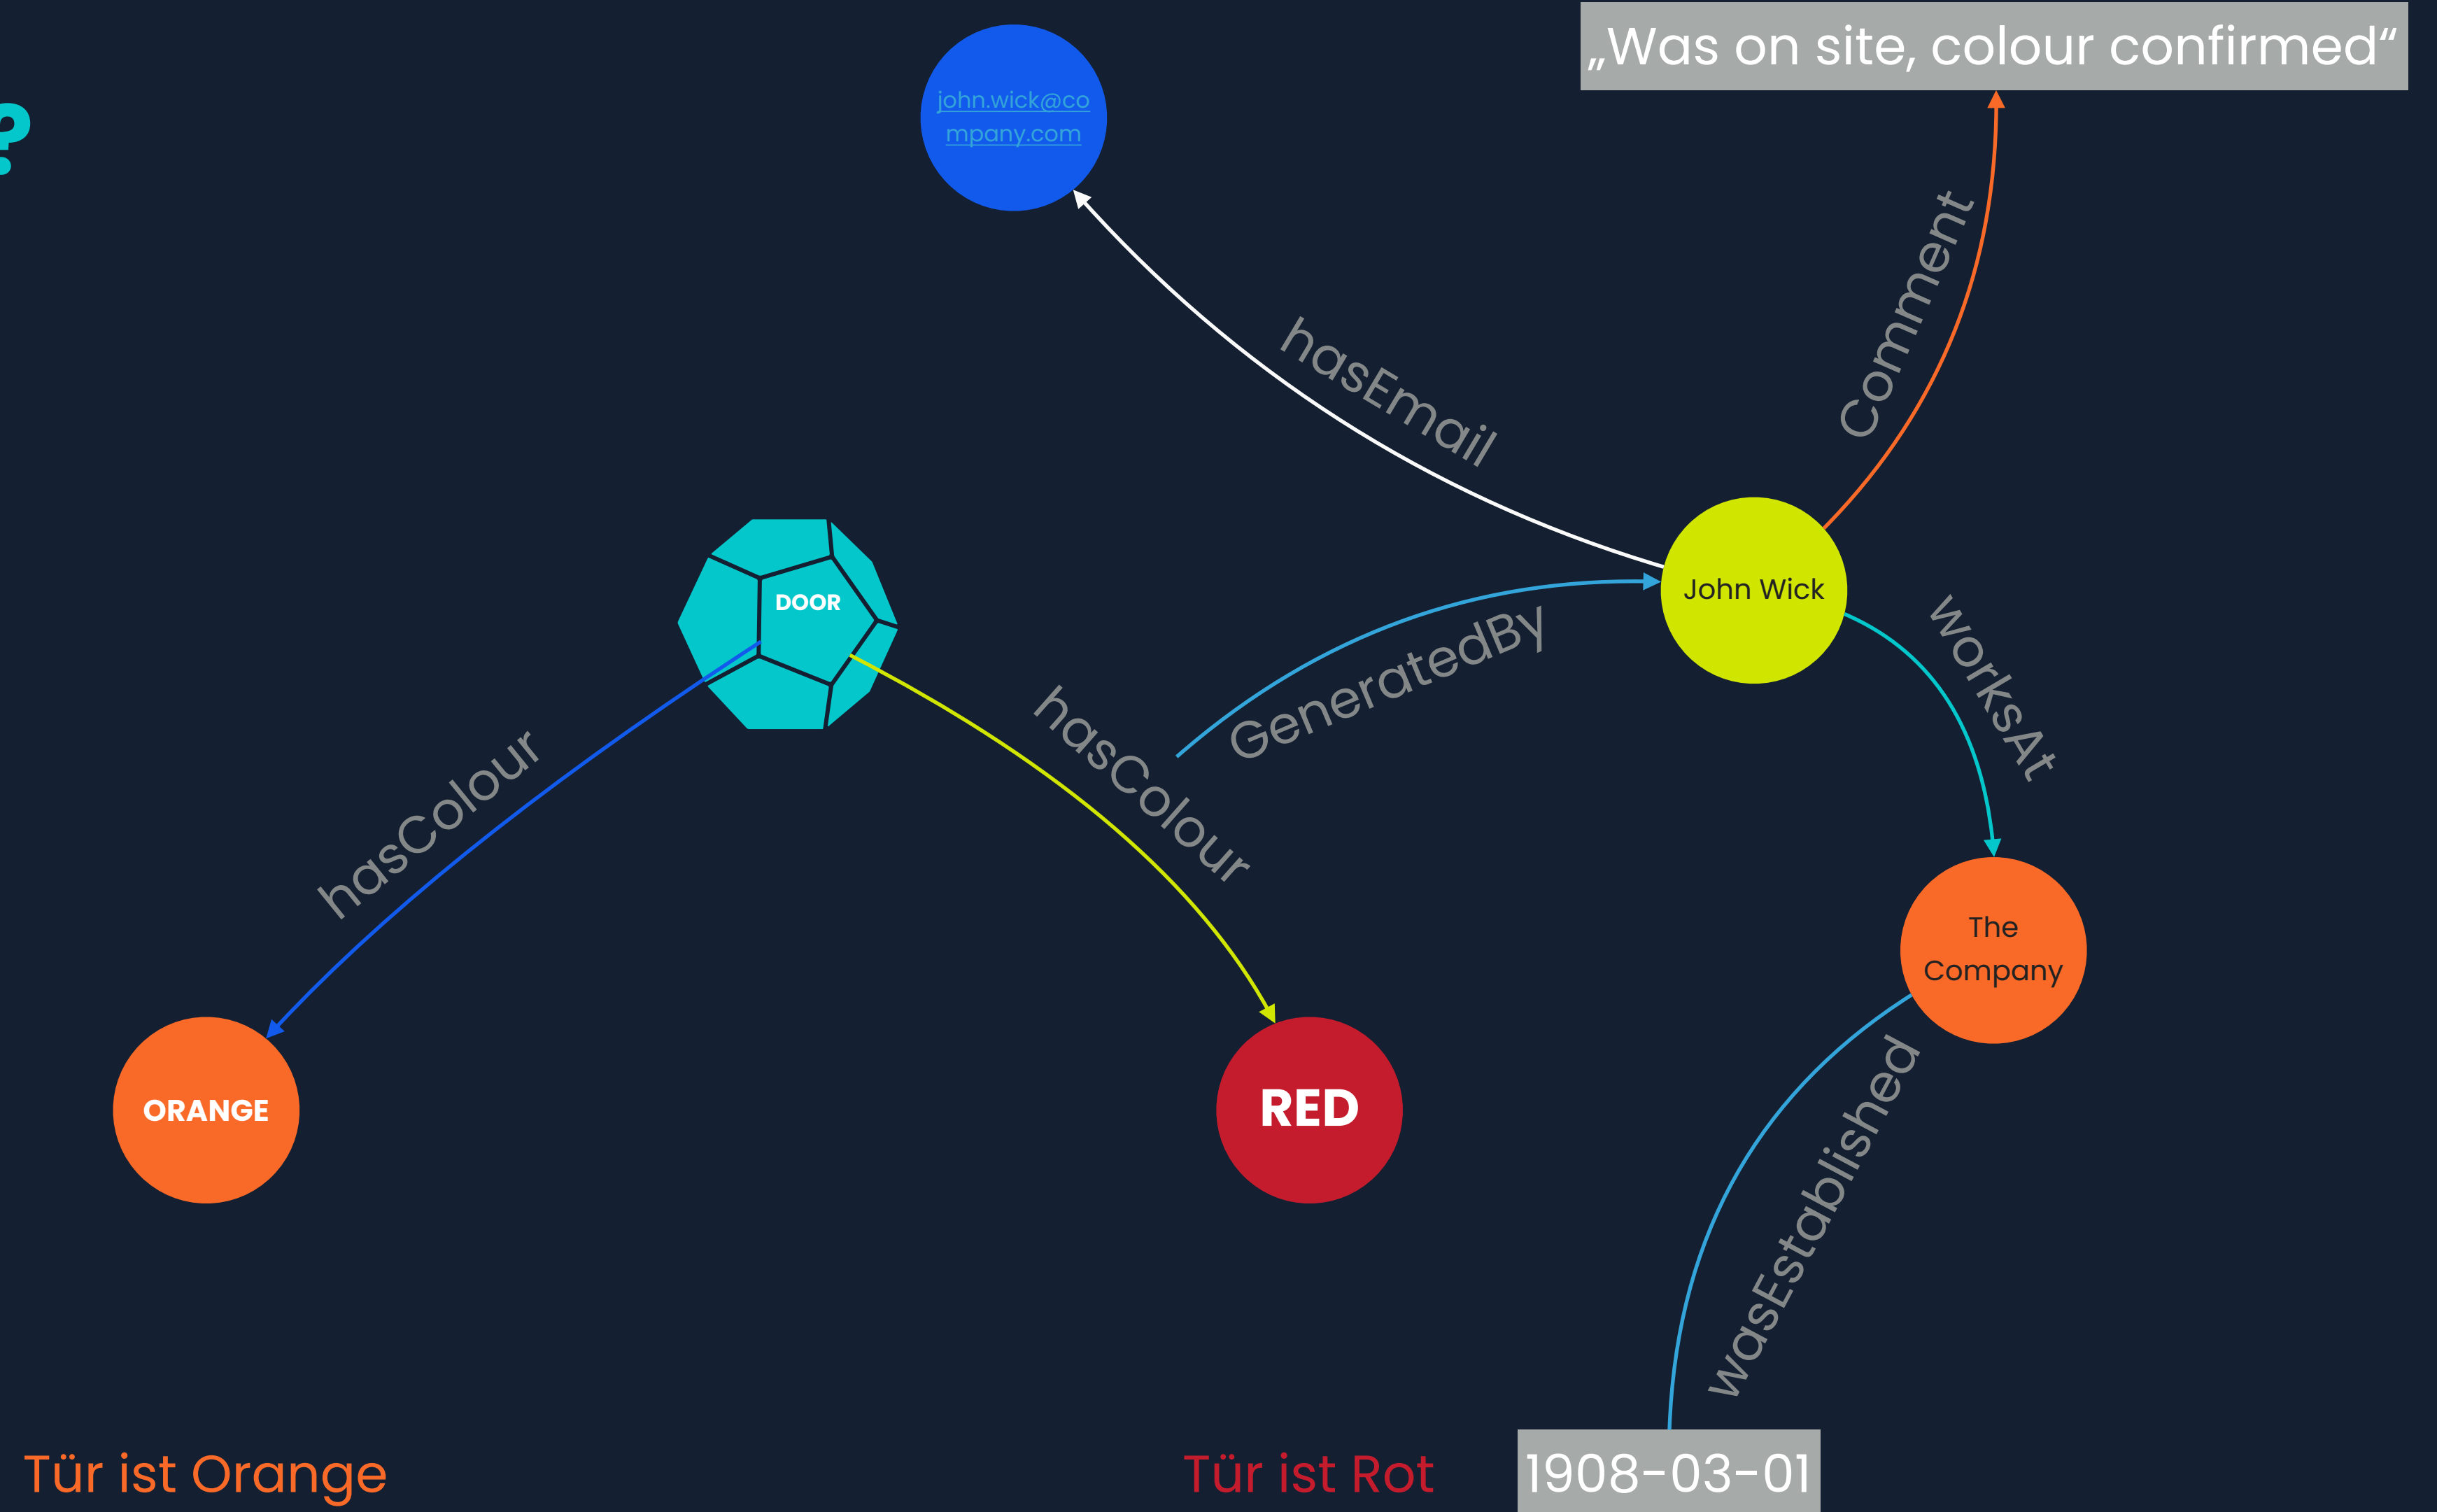 „Was on site, colour confirmed“
?
john.wick@co
mpany.com
Comment
hasEmail
John Wick
DOOR
GeneratedBy
worksAt
hasColour
hasColour
The
Company
ORANGE
RED
wasEstablished
Tür ist Orange
Tür ist Rot
1908-03-01